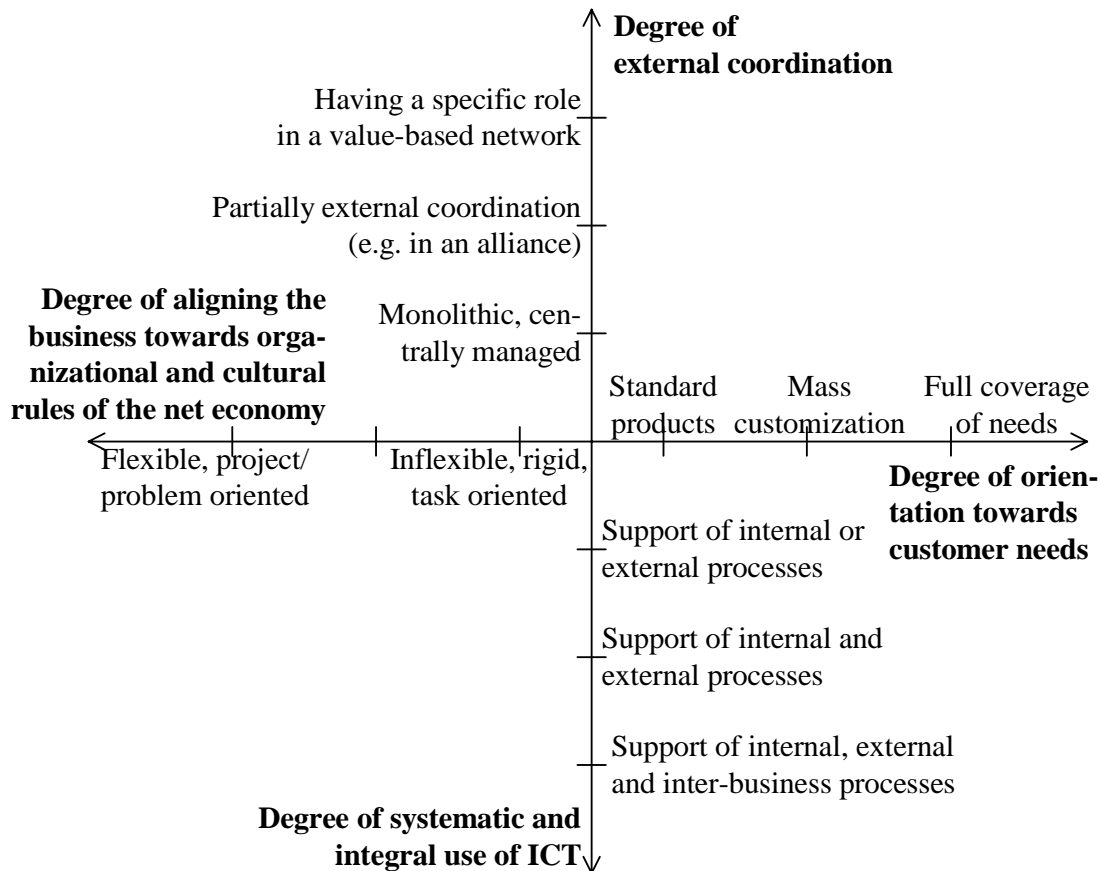 Degree of
external coordination
Having a specific role
in a value-based network
Partially external coordination
(e.g. in an alliance)
Degree of aligning the
business towards orga-
nizational and cultural
rules of the net economy
Monolithic, cen-
trally managed
Standard
products
Mass
customization
Full coverage
of needs
Flexible, project/
problem oriented
Inflexible, rigid,
task oriented
Degree of orien-
tation towards
customer needs
Support of internal or
external processes
Support of internal and
external processes
Support of internal, external
and inter-business processes
Degree of systematic and
integral use of ICT